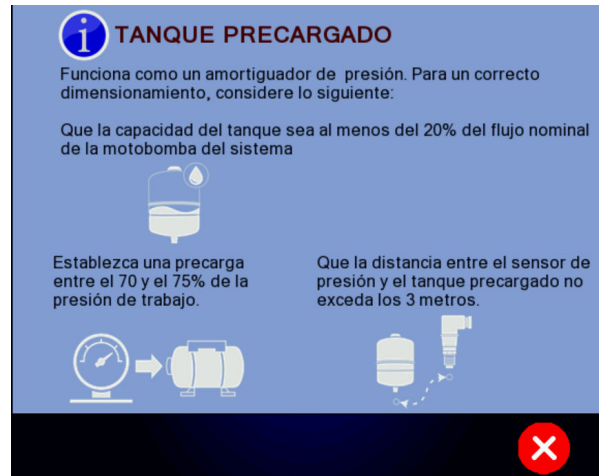 i TANQUE PRECARGADO
Funciona como un amortiguador de presión. Para un correcto
dimensionamiento, considere lo siguiente:
Que la capacidad del tanque sea al menos del 20% del flujo nominal
de la motobomba del sistema
Establezca una precarga
entre el 70 y el 75% de la
presión de trabajo.
Que la distancia entre el sensor de
presión y el tanque precargado no
exceda los 3 metros.